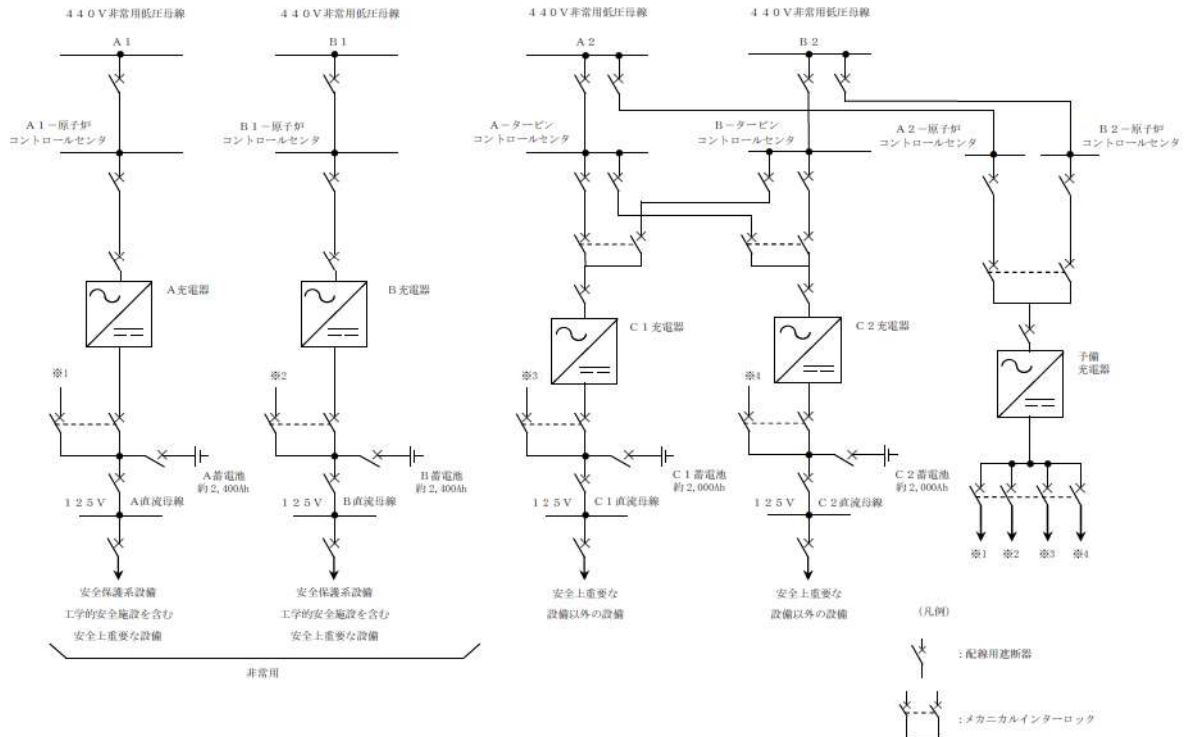 440V非常用低圧母線
440V非常用低圧母線
440V非常用低圧母線
440V非常用低圧母線
A1
B1
A2
B2
A1-原子炉
コントロールセンタ
B1-原子炉
コントロールセンタ
A-タービン
コントロールセンタ
B-タービン
コントロールセンタ
A2-原子炉
コントロールセンタ
B2-原子炉
コントロールセンタ
A充電器
B充電器
C1充電器
C2充電器
予備
充電器
※1
※2
※3
※4
A蓄電池
約2,400Ah
B蓄電池
約2,400Ah
C1蓄電池
約2,000Ah
C2蓄電池
約2,000Ah
125V
A直流母線
125V
B直流母線
125V
C1直流母線
125V
C2直流母線
※1
※2
※3
※4
安全保護系設備
工学的安全施設を含む
安全上重要な設備
安全保護系設備
工学的安全施設を含む
安全上重要な設備
安全上重要な
設備以外の設備
安全上重要な
設備以外の設備
非常用
(凡例)
:配線用遮断器
:メカニカルインターロック